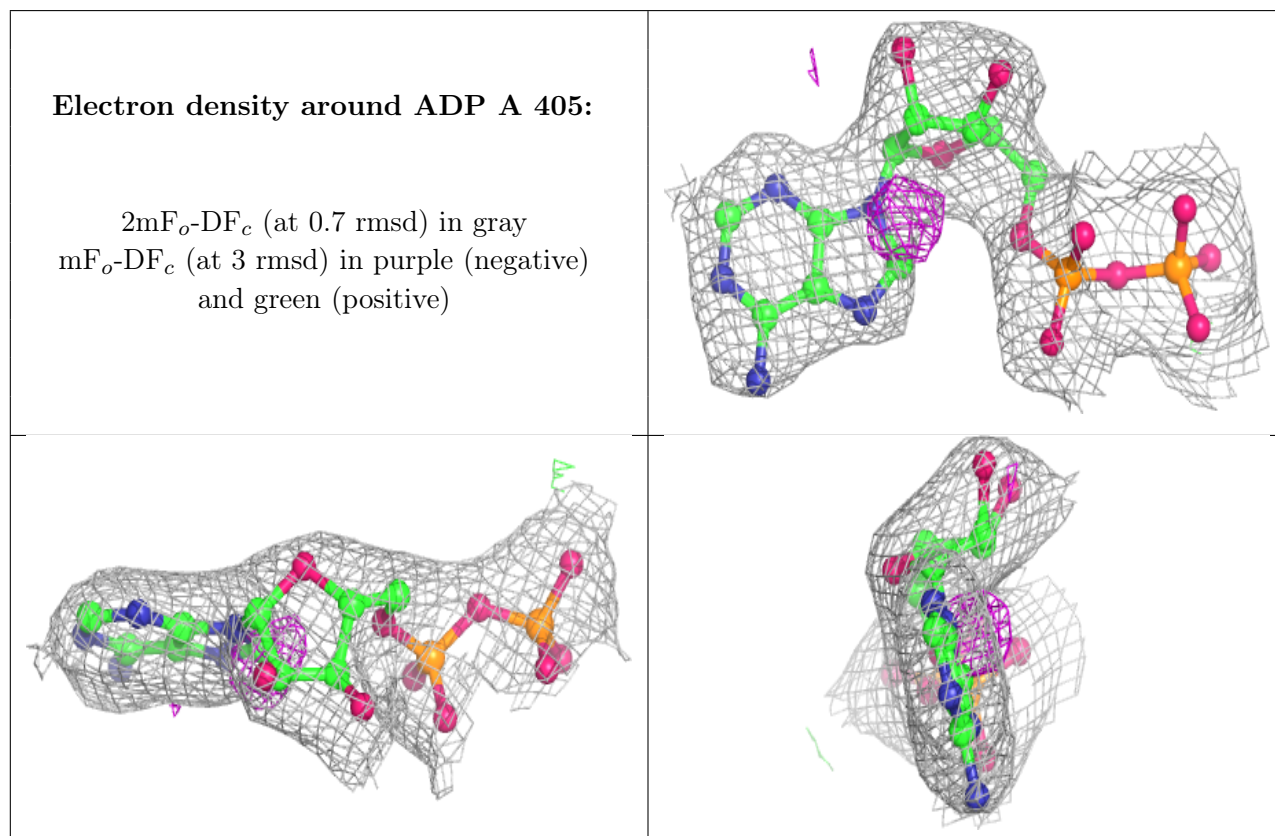 Electron density around ADP A 405:
2mFₒ-DF𝒸 (at 0.7 rmsd) in gray
mFₒ-DF𝒸 (at 3 rmsd) in purple (negative)
and green (positive)